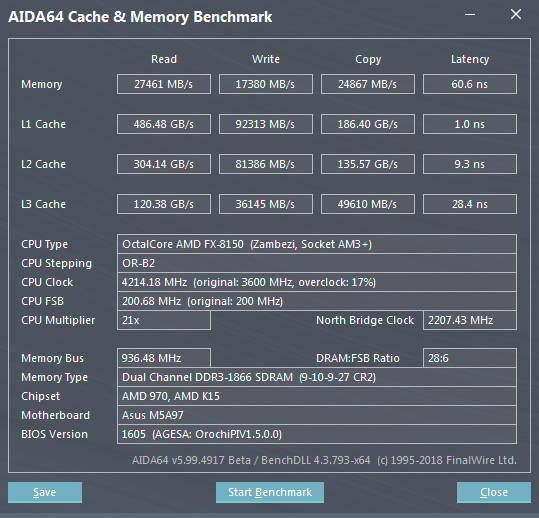 AIDA64 Cache & Memory Benchmark
Read Write Copy Latency
Memory 27461 MB/s 17380 MB/s 24867 MB/s 60.6 ns
L1 Cache 486.48 GB/s 92313 MB/s 186.40 GB/s 1.0 ns
L2 Cache 304.14 GB/s 81386 MB/s 135.57 GB/s 9.3 ns
L3 Cache 120.38 GB/s 36145 MB/s 49610 MB/s 28.4 ns
CPU Type OctalCore AMD FX-8150 (Zambezi, Socket AM3+)
CPU Stepping OR-B2
CPU Clock 4214.18 MHz (original: 3600 MHz, overclock: 17%)
CPU FSB 200.68 MHz (original: 200 MHz)
CPU Multiplier 21x North Bridge Clock 2207.43 MHz
Memory Bus 936.48 MHz DRAM:FSB Ratio 28:6
Memory Type Dual Channel DDR3-1866 SDRAM (9-10-9-27 CR2)
Chipset AMD 970, AMD K15
Motherboard Asus M5A97
BIOS Version 1605 (AGESA: OrochiPIV1.5.0.0)
AIDA64 v5.99.4917 Beta / BenchDLL 4.3.793-x64 (c) 1995-2018 FinalWire Ltd.
Save Start Benchmark Close